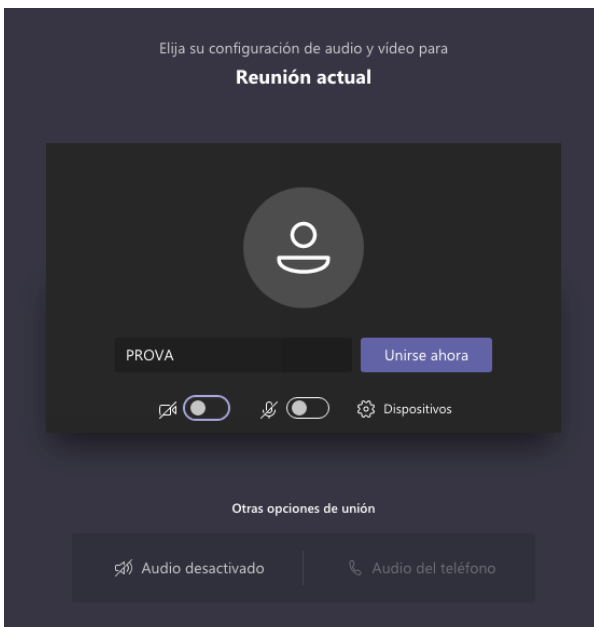 Elija su configuración de audio y vídeo para
Reunión actual
PROVA
Unirse ahora
Dispositivos
Otras opciones de unión
Audio desactivado
Audio del teléfono